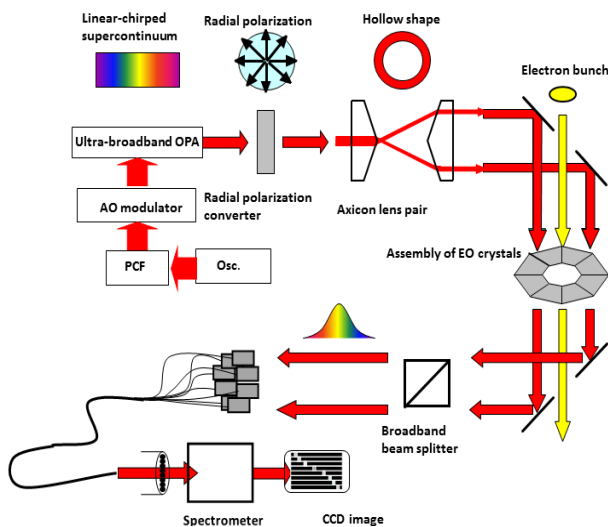 Linear-chirped
supercontinuum
Radial polarization
Hollow shape
Electron bunch
Ultra-broadband OPA
AO modulator
Radial polarization
converter
Axicon lens pair
PCF
Osc.
Assembly of EO crystals
Broadband
beam splitter
Spectrometer
CCD image